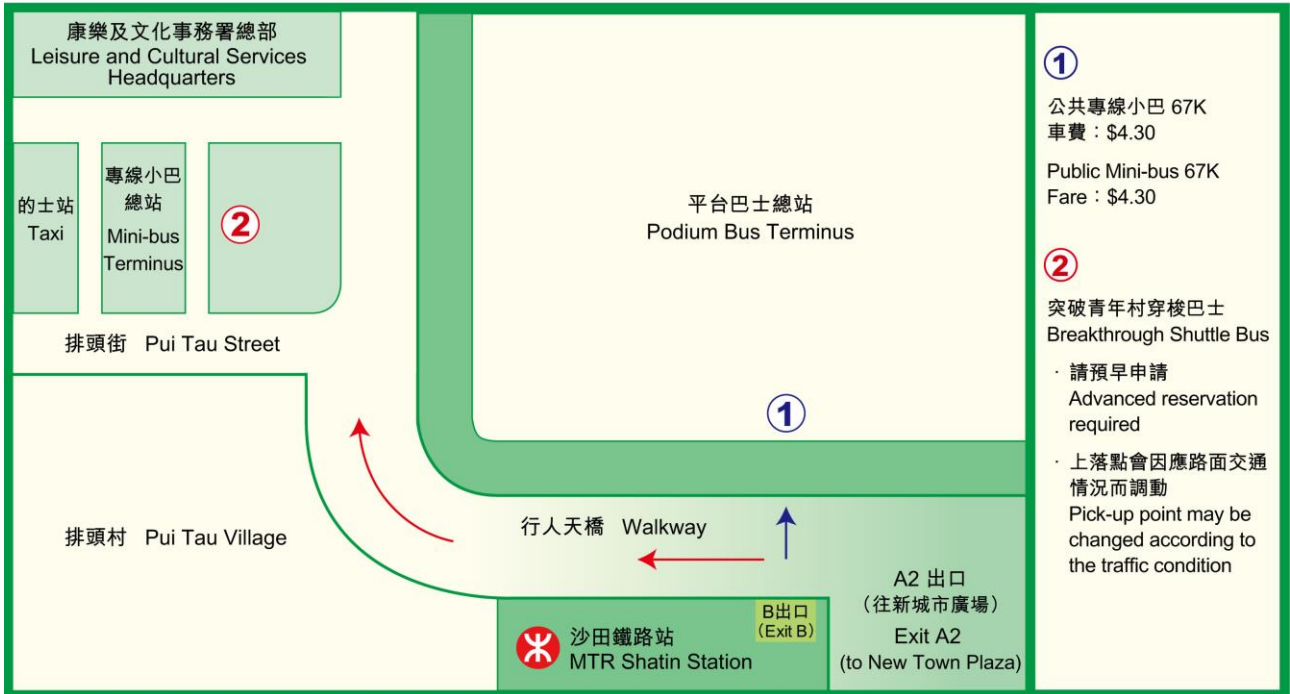 康樂及文化事務署總部
Leisure and Cultural Services
Headquarters
的士站
Taxi
專線小巴
總站
Mini-bus
Terminus
2
平台巴士總站
Podium Bus Terminus
排頭街 Pui Tau Street
1
排頭村 Pui Tau Village
行人天橋 Walkway
沙田鐵路站
MTR Shatin Station
B出口
(Exit B)
A2 出口
（往新城市廣場）
Exit A2
(to New Town Plaza)
1
公共專線小巴 67K
車費：$4.30
Public Mini-bus 67K
Fare：$4.30
2
突破青年村穿梭巴士
Breakthrough Shuttle Bus
· 請預早申請
Advanced reservation
required
· 上落點會因應路面交通
情況而調動
Pick-up point may be
changed according to
the traffic condition